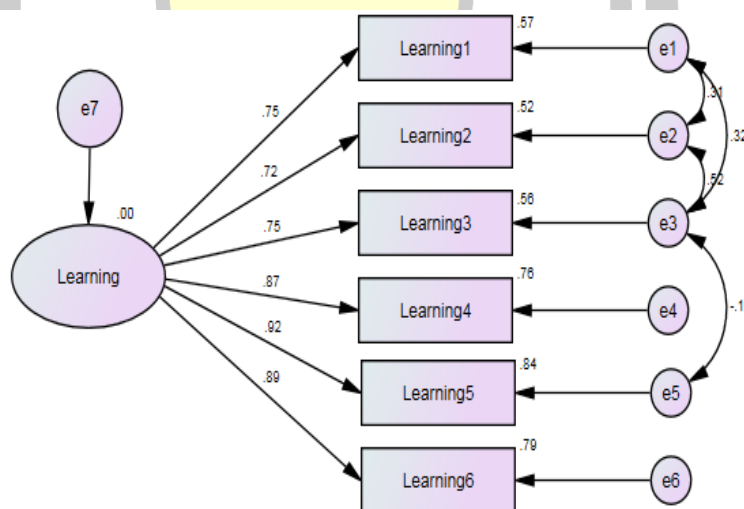 .57
Learning1
e1
.75
.31
e7
.52
Learning2
e2
.32
.72
.52
.00
.56
Learning3
e3
.75
Learning
.87
.76
Learning4
e4
-.1
.92
.84
Learning5
e5
.89
.79
Learning6
e6